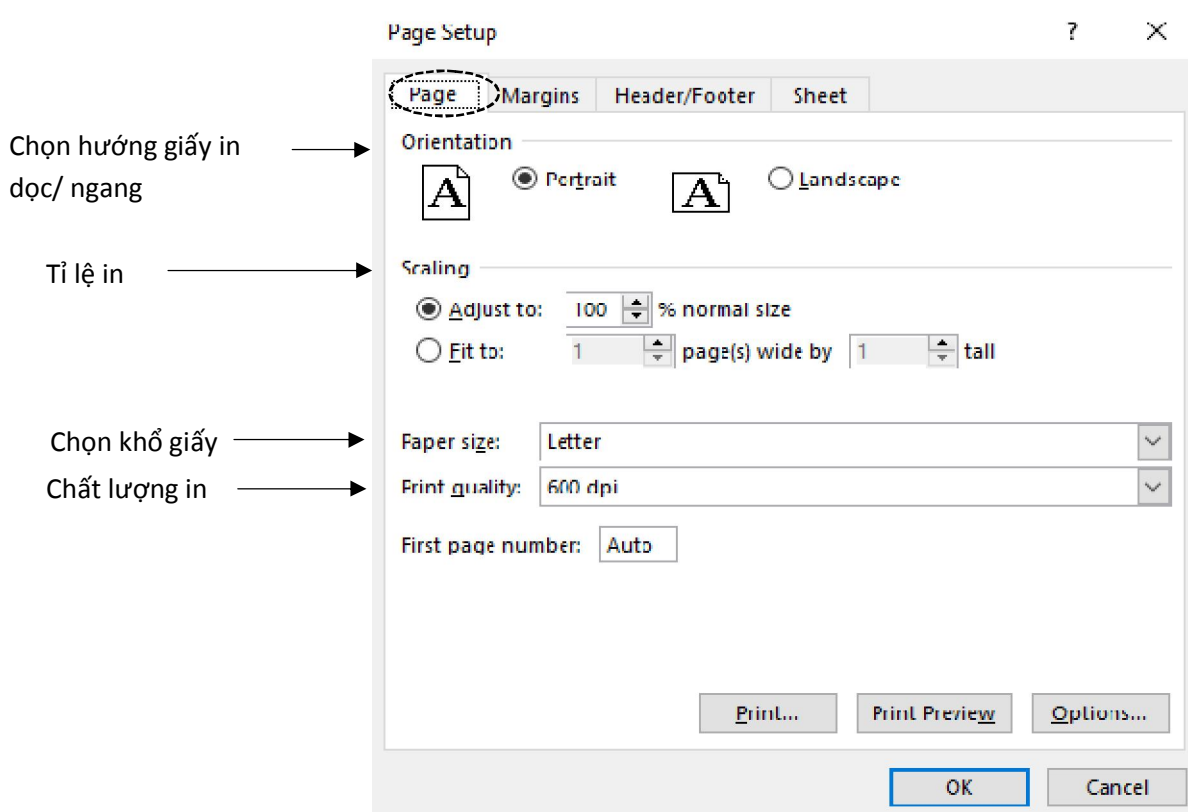 Page Setup ? ×
Page Margins Header/Footer Sheet
Chọn hướng giấy in
dọc/ ngang
Orientation
A Portrait A Landscape
Tỉ lệ in
Scaling
Adjust to: 100 % normal size
Fit to: 1 page(s) wide by 1 tall
Chọn khổ giấy
Paper size: Letter
Chất lượng in
Print quality: 600 dpi
First page number: Auto
Print... Print Preview Options...
OK Cancel